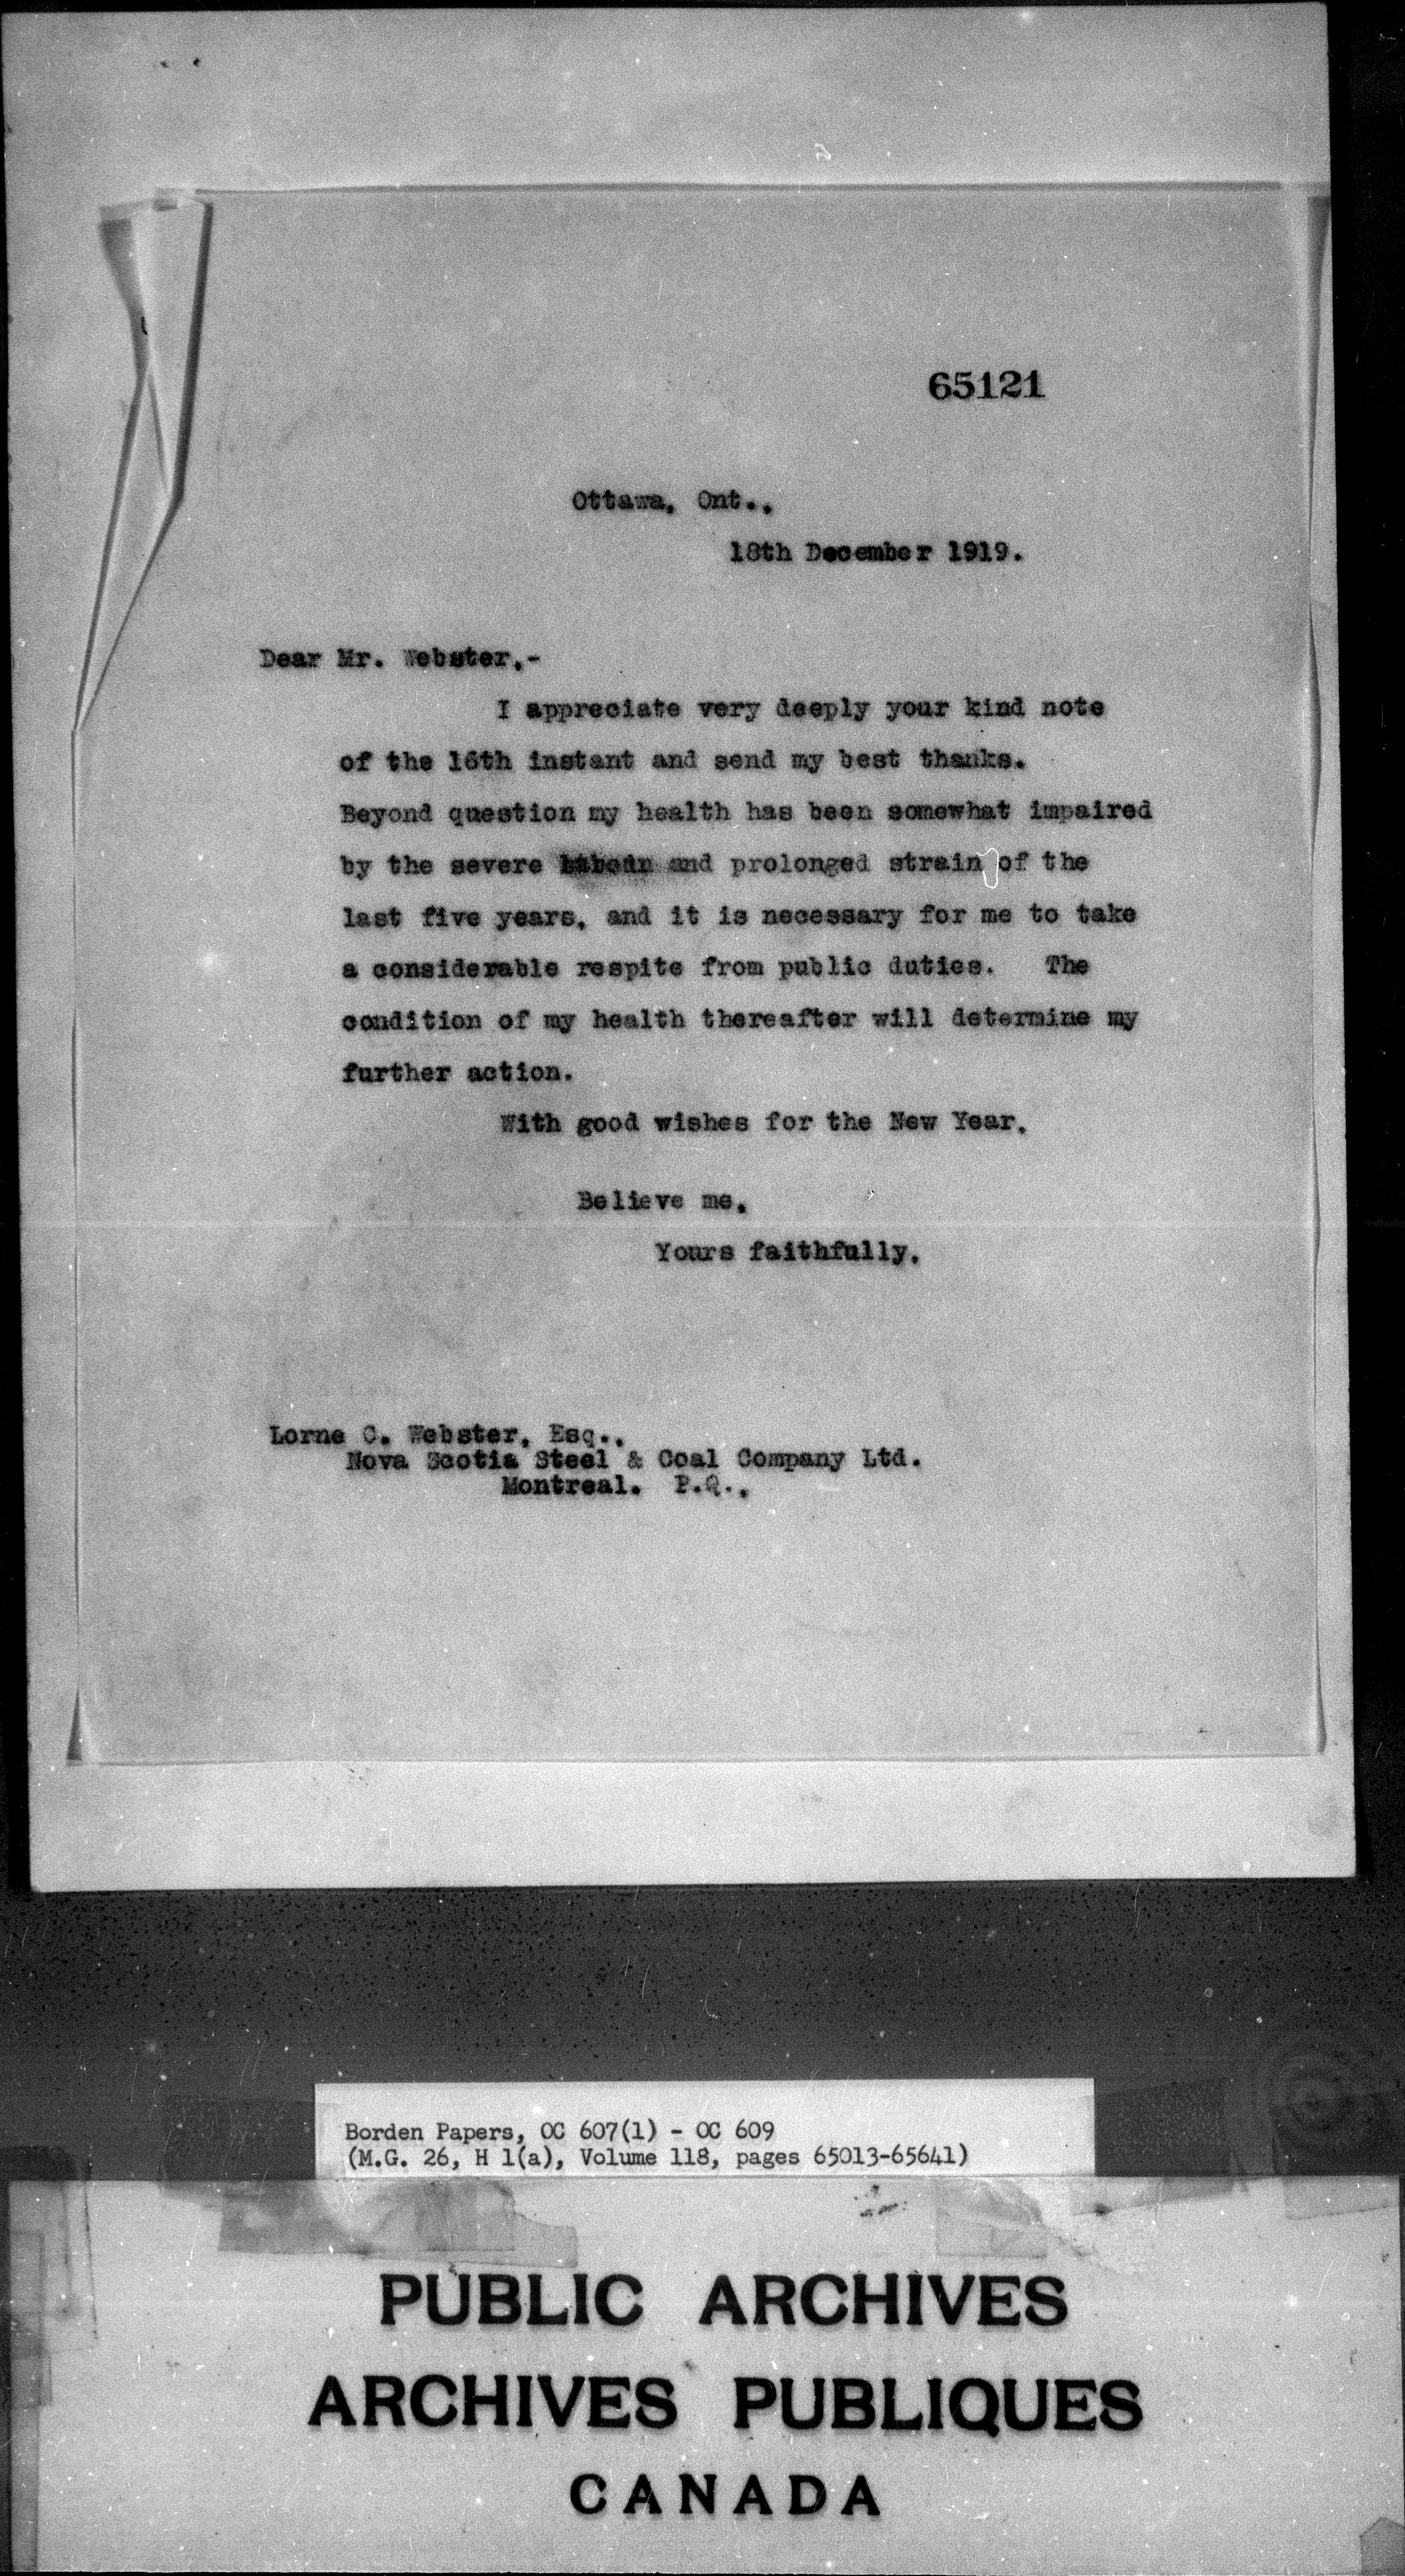 65121
Ottawa, Ont.,
18th December 1919.
Dear Mr. Webster,-
I appreciate very deeply your kind note
of the 16th instant and send my best thanks.
Beyond question my health has been somewhat impaired
by the severe and prolonged strain of the
last five years, and it is necessary for me to take
a considerable respite from public duties. The
condition of my health thereafter will determine my
further action.
With good wishes for the New Year,
Believe me,
Yours faithfully,
Lorne C. Webster, Esq.,
Nova Scotia Steel & Coal Company Ltd.
Montreal. P.Q.,
Borden Papers, OC 607(1) - OC 609
(M.G. 26, H 1(a), Volume 118, pages 65013-65641)
PUBLIC ARCHIVES
ARCHIVES PUBLIQUES
CANADA